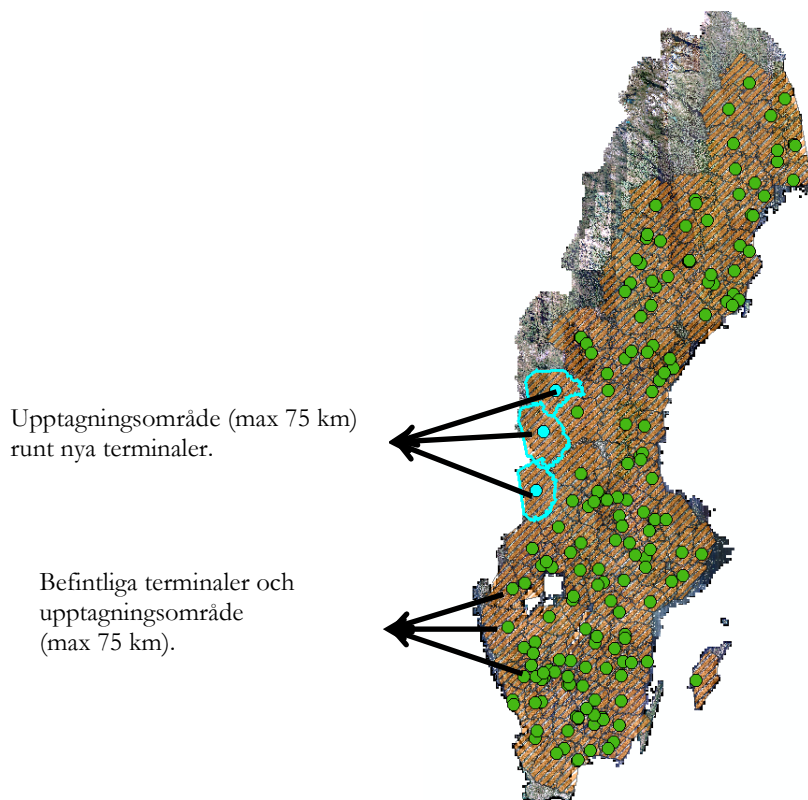 Upptagningsområde (max 75 km)
runt nya terminaler.
Befintliga terminaler och
upptagningsområde
(max 75 km).